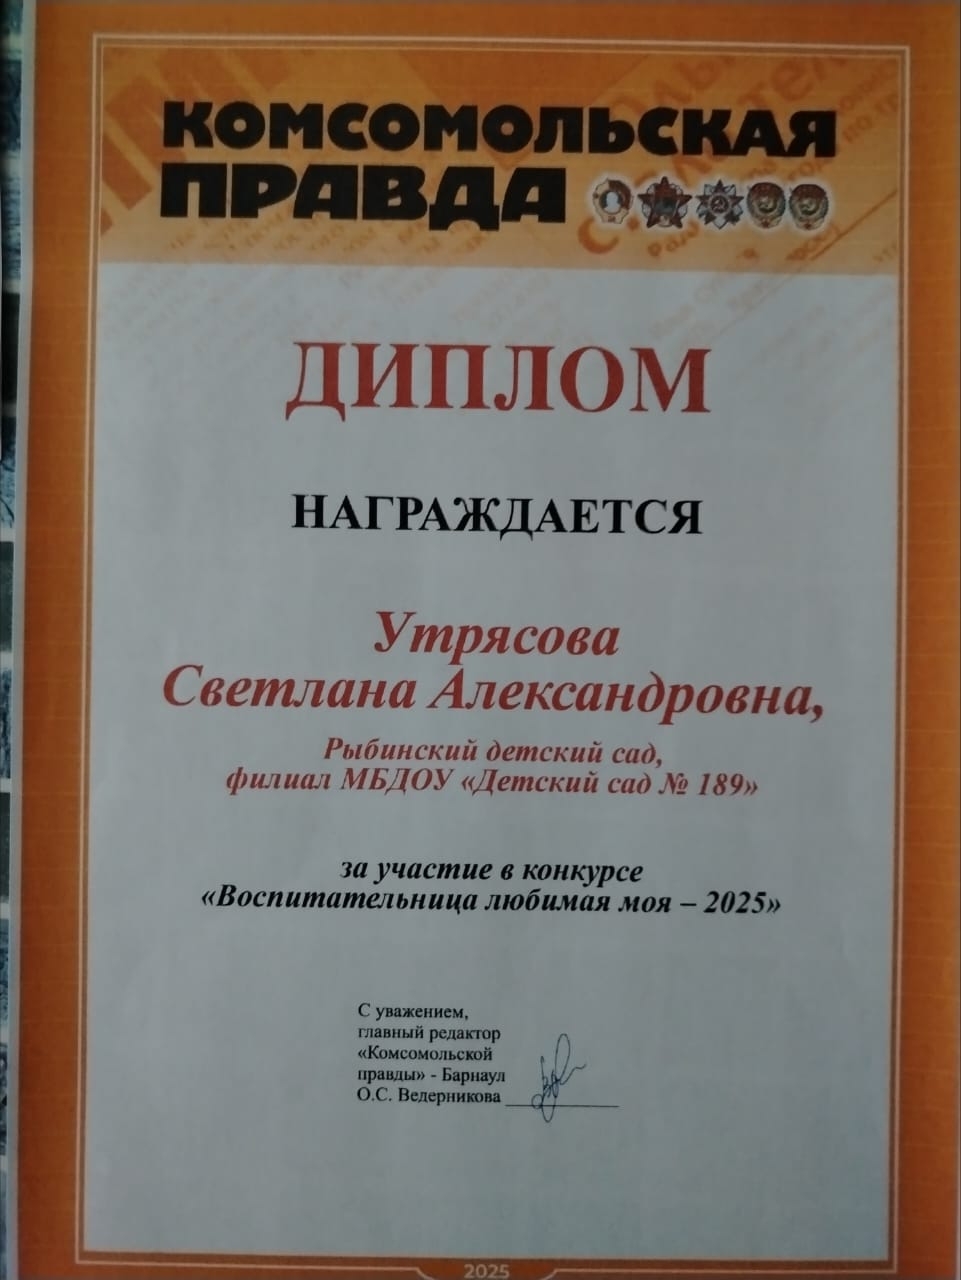 КОМСОМОЛЬСКАЯ
ПРАВДА
ДИПЛОМ
НАГРАЖДАЕТСЯ
Утрясова
Светлана Александровна,
Рыбинский детский сад,
филиал МБДОУ «Детский сад № 189»
за участие в конкурсе
«Воспитательница любимая моя – 2025»
С уважением,
главный редактор
«Комсомольской
правды» - Барнаул
О.С. Ведерникова
2025